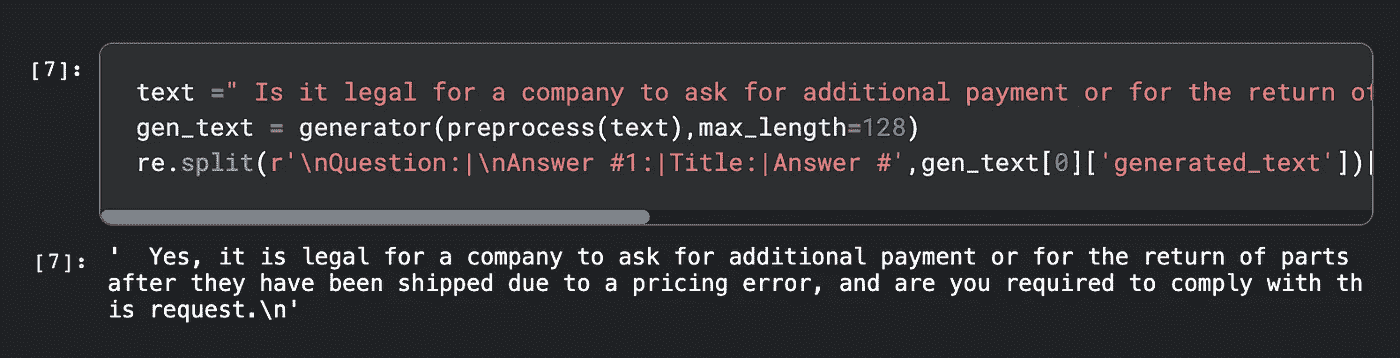 [7]:
text =" Is it legal for a company to ask for additional payment or for the return of
gen_text = generator(preprocess(text),max_length=128)
re.split(r'\nQuestion:|\nAnswer #1:|Title:|Answer #',gen_text[0]['generated_text'])[
[7]:
' Yes, it is legal for a company to ask for additional payment or for the return of parts
after they have been shipped due to a pricing error, and are you required to comply with th
is request.\n'